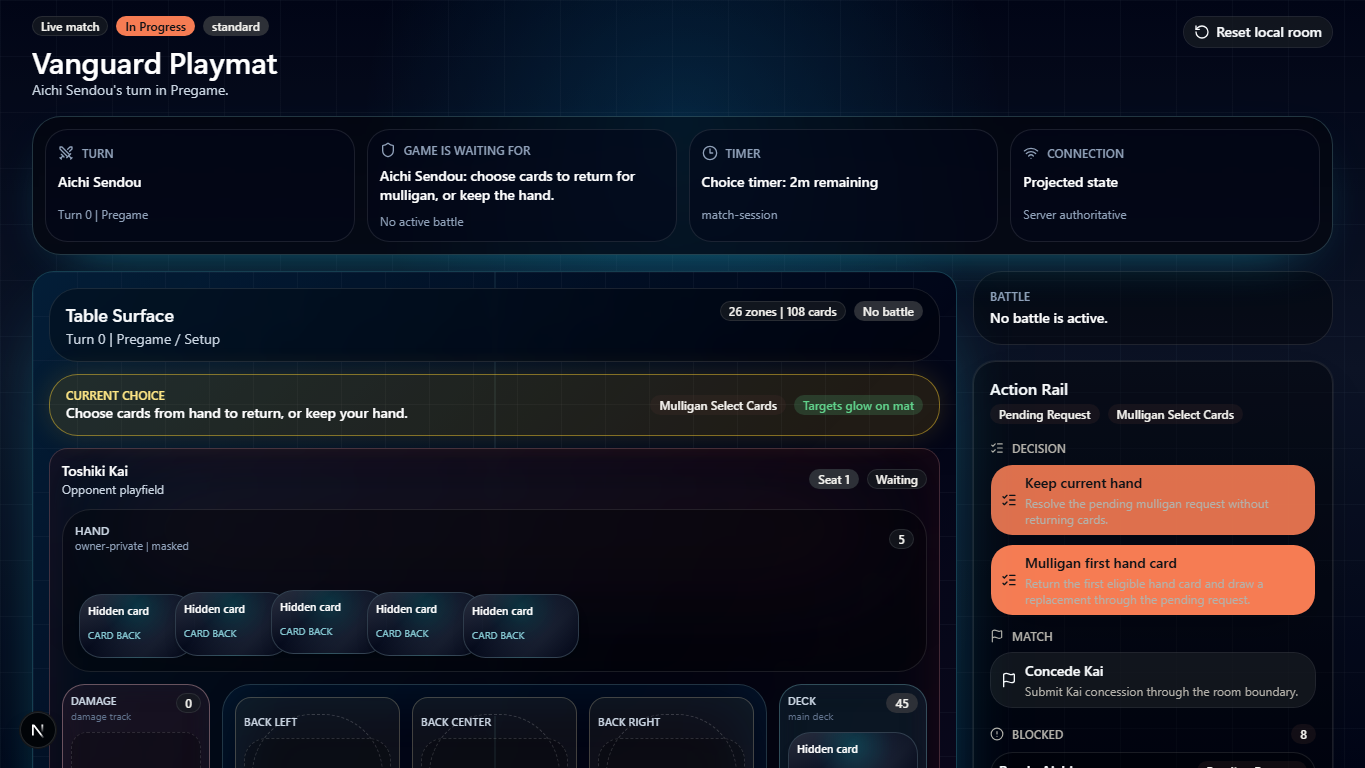 Live match In Progress standard
Reset local room
Vanguard Playmat
Aichi Sendou's turn in Pregame.
TURN
Aichi Sendou
Turn 0 | Pregame
GAME IS WAITING FOR
Aichi Sendou: choose cards to return for
mulligan, or keep the hand.
No active battle
TIMER
Choice timer: 2m remaining
match-session
CONNECTION
Projected state
Server authoritative
Table Surface
Turn 0 | Pregame / Setup
26 zones | 108 cards No battle
CURRENT CHOICE
Choose cards from hand to return, or keep your hand.
Mulligan Select Cards Targets glow on mat
Toshiki Kai
Opponent playfield
Seat 1 Waiting
HAND
owner-private | masked
5
Hidden card
CARD BACK
Hidden card
CARD BACK
Hidden card
CARD BACK
Hidden card
CARD BACK
Hidden card
CARD BACK
DAMAGE
damage track
0
BACK LEFT
BACK CENTER
BACK RIGHT
DECK
main deck
45
Hidden card
BATTLE
No battle is active.
Action Rail
Pending Request Mulligan Select Cards
DECISION
Keep current hand
Resolve the pending mulligan request without
returning cards.
Mulligan first hand card
Return the first eligible hand card and draw a
replacement through the pending request.
MATCH
Concede Kai
Submit Kai concession through the room boundary.
BLOCKED
8
N